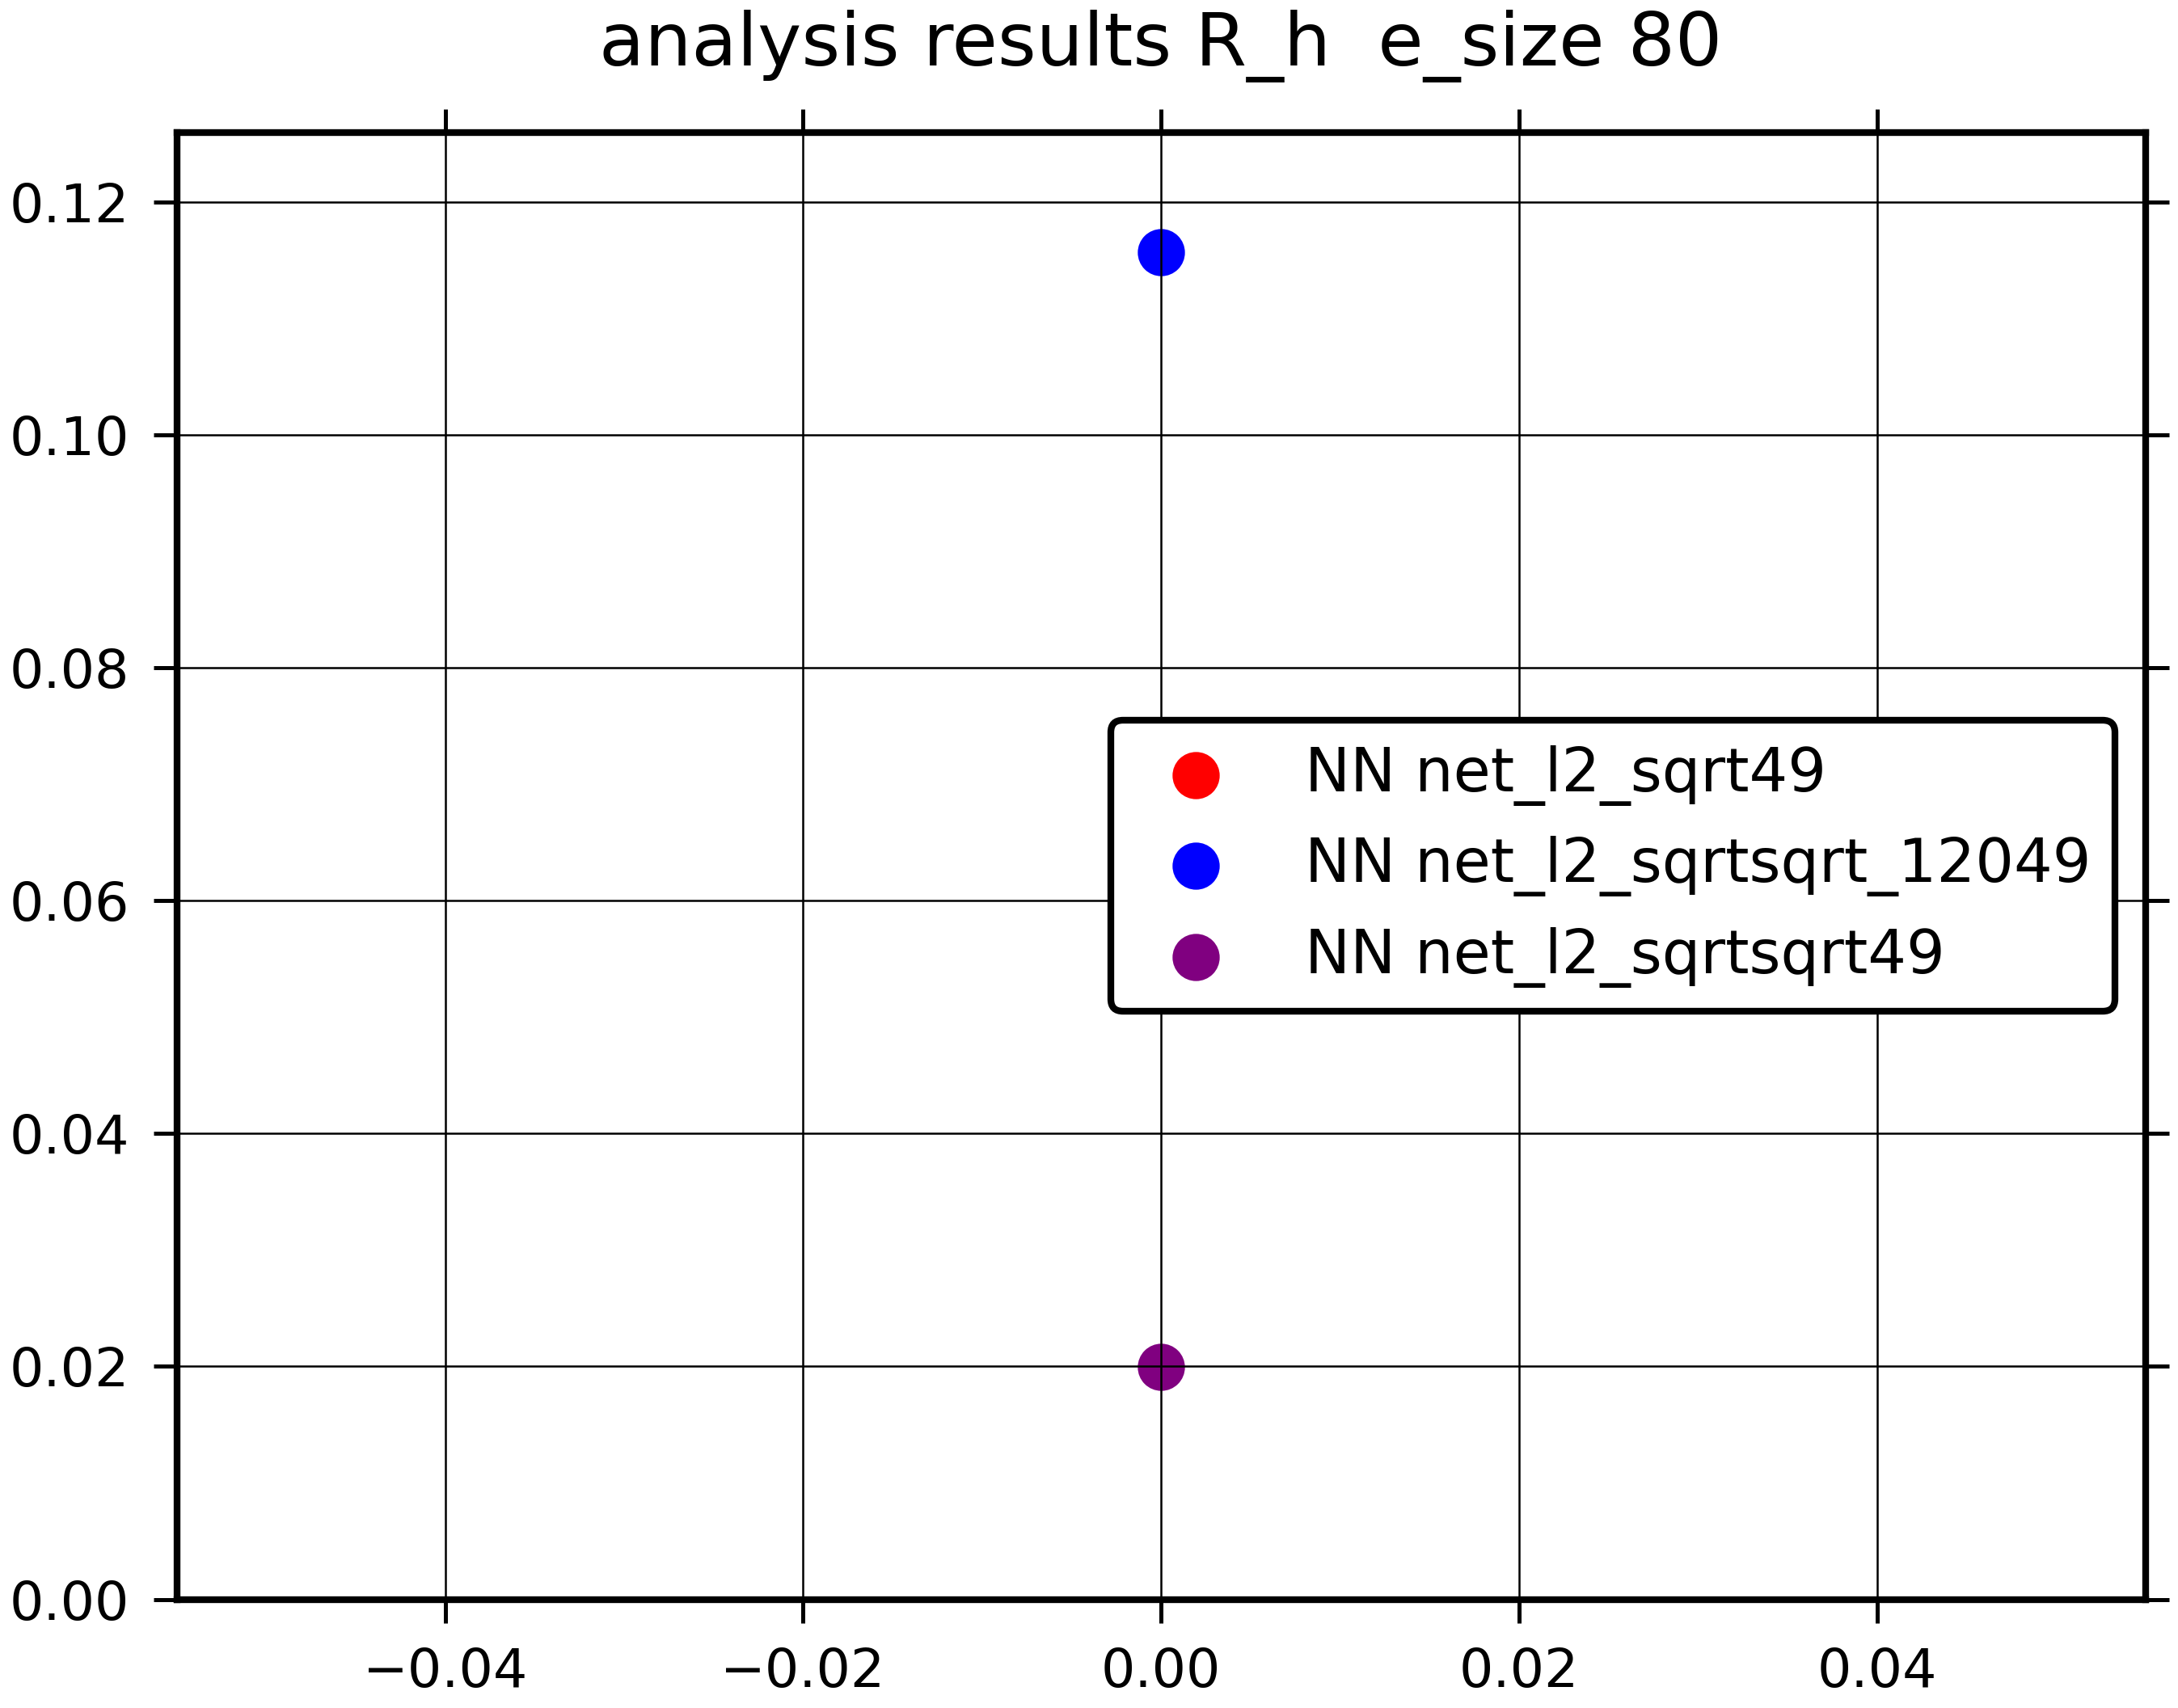 analysis results R_h  e_size 80
0.12
0.10
0.08
0.06
0.04
0.02
0.00
NN net_l2_sqrt49
NN net_l2_sqrtsqrt_12049
NN net_l2_sqrtsqrt49
−0.04 −0.02 0.00 0.02 0.04